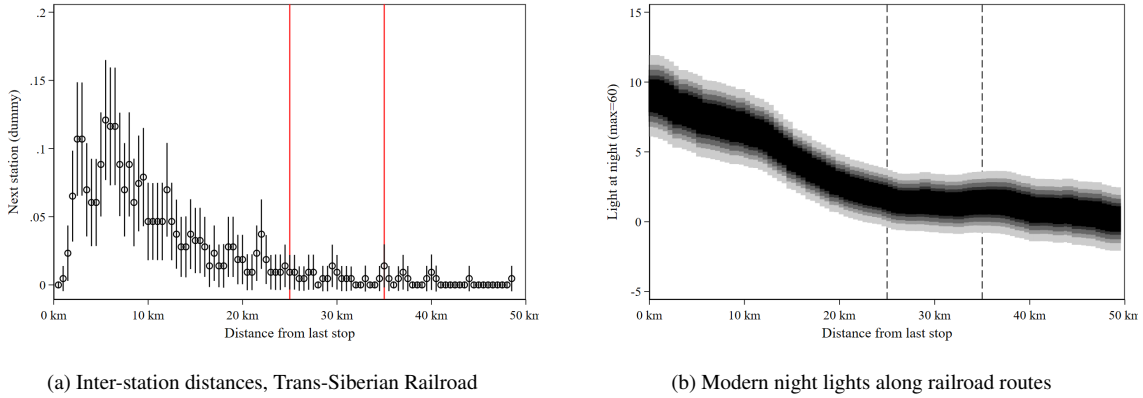 .2
.15
.1
.05
0
Next station (dummy)
0 km
10 km
20 km
30 km
40 km
50 km
Distance from last stop
(a) Inter-station distances, Trans-Siberian Railroad
15
10
5
0
-5
Light at night (max=60)
0 km
10 km
20 km
30 km
40 km
50 km
Distance from last stop
(b) Modern night lights along railroad routes